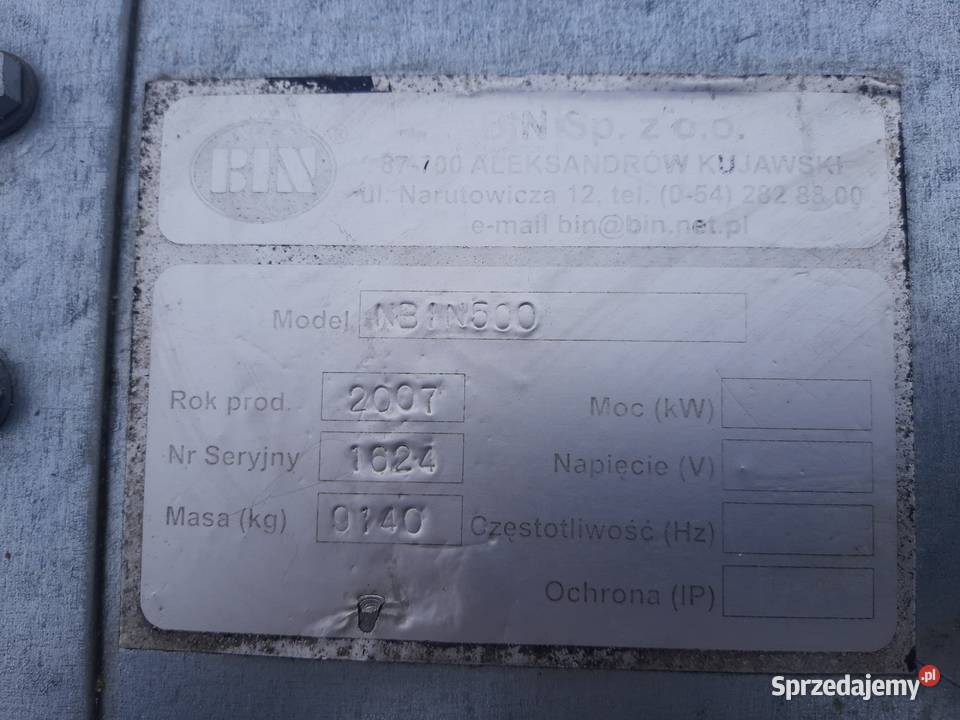 BIN ®
BIN Sp. z o.o.
87-700 ALEKSANDRÓW KUJAWSKI
ul. Narutowicza 12, tel. (0-54) 282 88 00
e-mail bin@bin.net.pl
Model NB1N500
Rok prod. 2007
Nr Seryjny 1624
Masa (kg) 9140
Moc (kW)
Napięcie (V)
Częstotliwość (Hz)
Ochrona (IP)
Sprzedajemy.pl